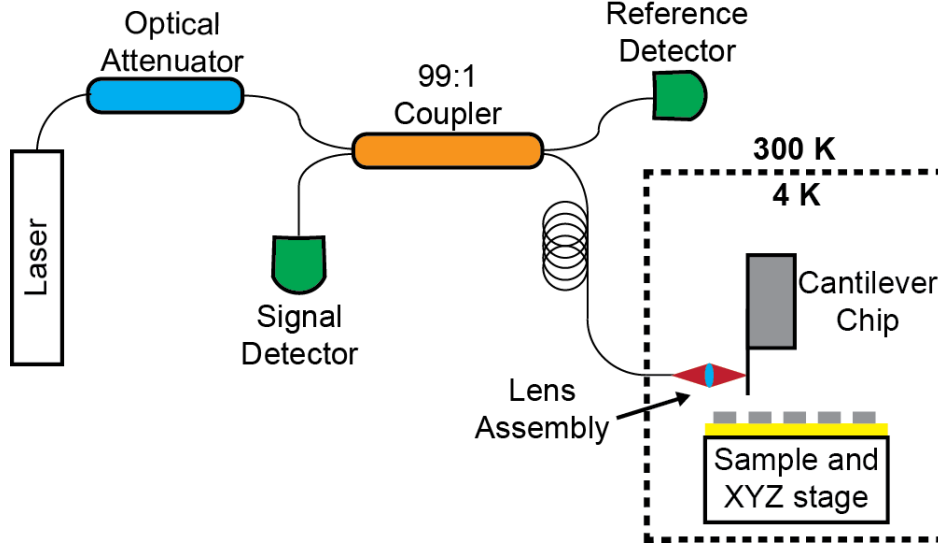 Optical
Attenuator
99:1
Coupler
Reference
Detector
300 K
4 K
Laser
Signal
Detector
Cantilever
Chip
Lens
Assembly
Sample and
XYZ stage